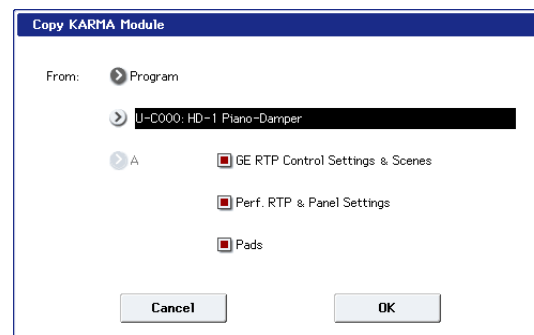 Copy KARMA Module
From: Program
U-C000: HD-1 Piano-Damper
A GE RTP Control Settings & Scenes
Perf. RTP & Panel Settings
Pads
Cancel OK